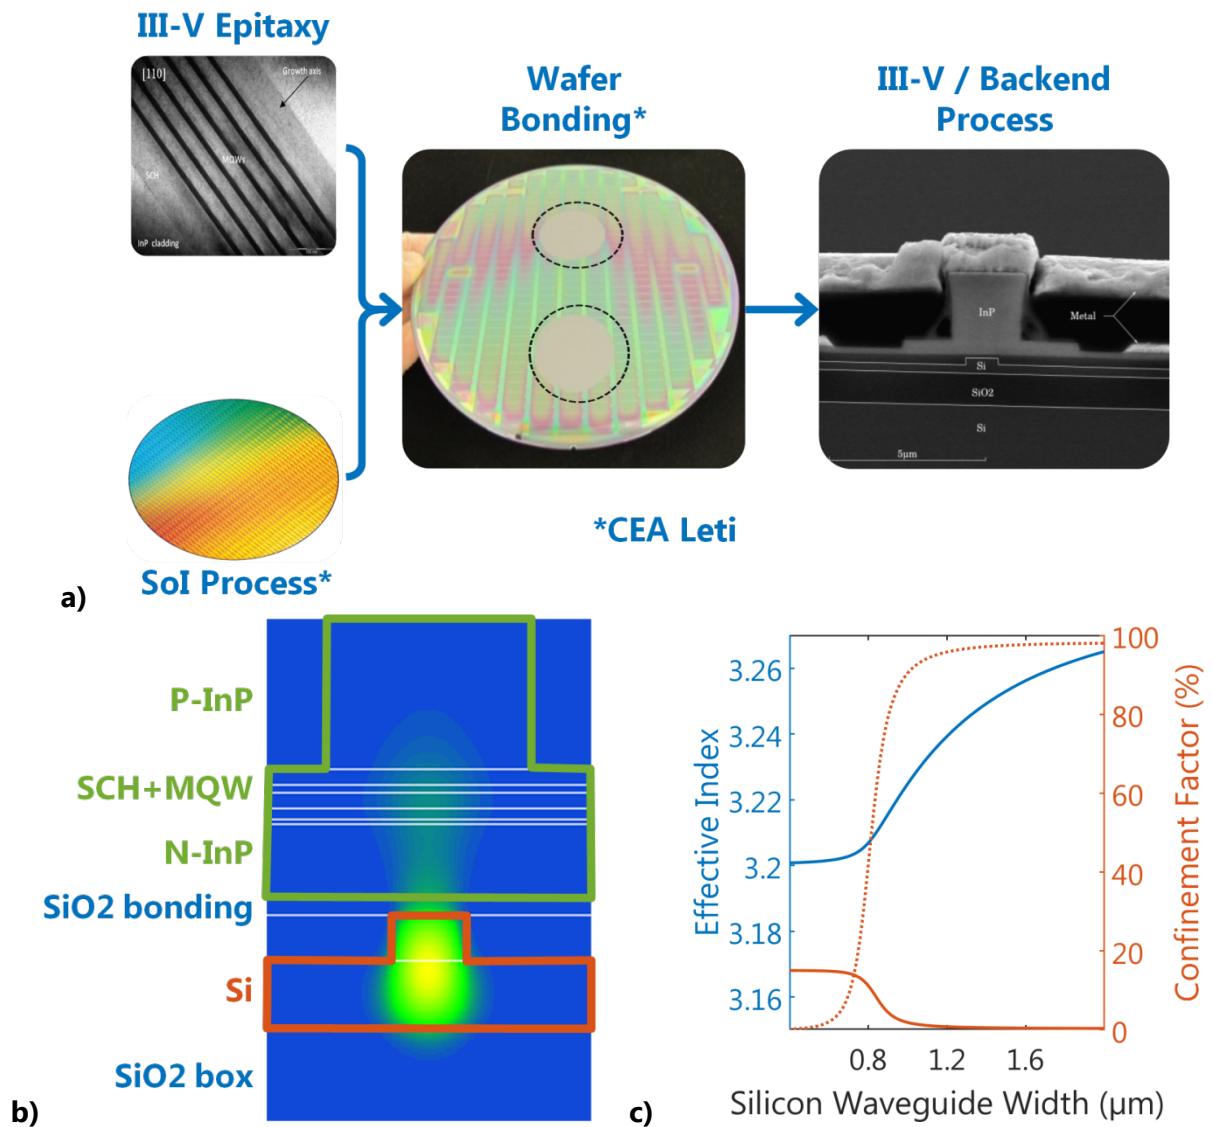 III-V Epitaxy
[110]
Growth axis
MQWs
SCH
InP cladding
Wafer
Bonding*
III-V / Backend
Process
InP
Metal
Si
SiO2
Si
5μm
*CEA Leti
SoI Process*
a)
P-InP
SCH+MQW
N-InP
SiO2 bonding
Si
SiO2 box
b)
Effective Index
3.26
3.24
3.22
3.2
3.18
3.16
100
80
60
40
20
0
Confinement Factor (%)
0.8 1.2 1.6
Silicon Waveguide Width (μm)
c)